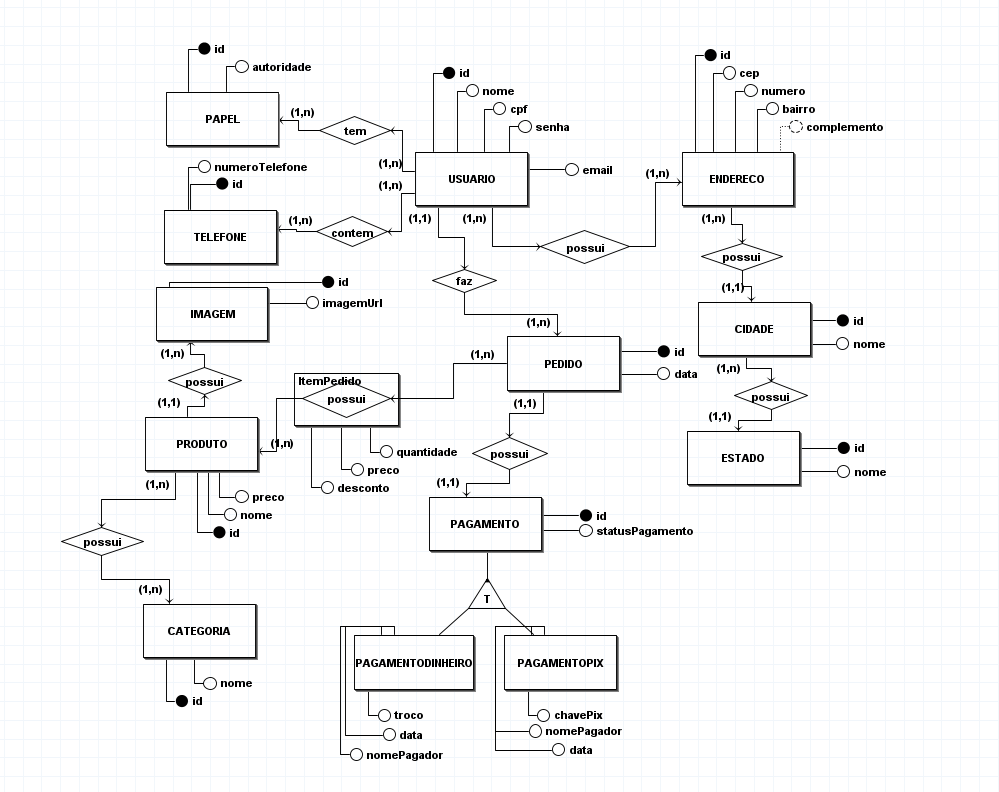 id
autoridade
PAPEL
(1,n)
tem
(1,n)
numeroTelefone
id
TELEFONE
(1,n)
contem
(1,n)
id
nome
cpf
senha
USUARIO
email
(1,1)
(1,n)
possui
(1,n)
id
cep
numero
bairro
complemento
ENDERECO
(1,n)
possui
(1,1)
CIDADE
id
nome
(1,n)
possui
(1,1)
ESTADO
id
nome
faz
(1,n)
PEDIDO
id
data
(1,n)
(1,1)
possui
(1,1)
id
imagemUrl
IMAGEM
(1,n)
possui
(1,1)
ItemPedido
possui
(1,n)
quantidade
preco
desconto
PRODUTO
(1,n)
preco
nome
id
possui
(1,n)
CATEGORIA
nome
id
PAGAMENTO
id
statusPagamento
T
PAGAMENTODINHEIRO
troco
data
nomePagador
PAGAMENTOPIX
chavePix
nomePagador
data